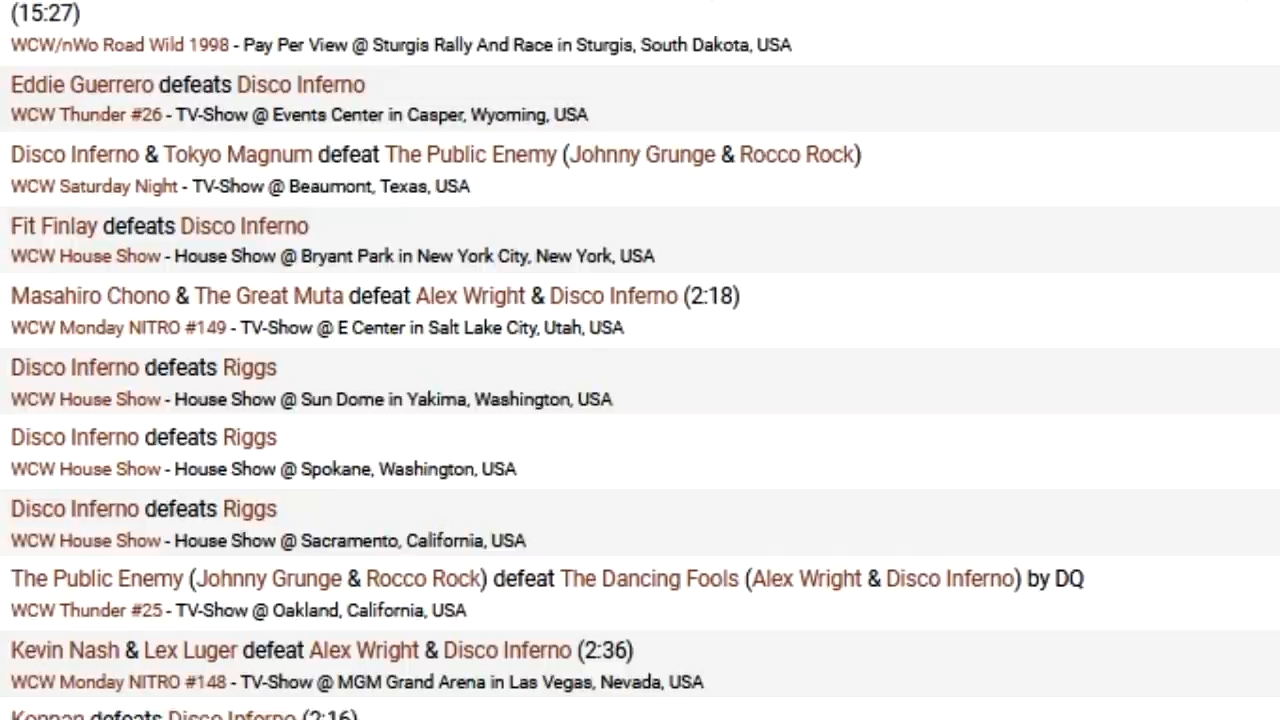 (15:27)
WCW/nWo Road Wild 1998 - Pay Per View @ Sturgis Rally And Race in Sturgis, South Dakota, USA
Eddie Guerrero defeats Disco Inferno
WCW Thunder #26 - TV-Show @ Events Center in Casper, Wyoming, USA
Disco Inferno & Tokyo Magnum defeat The Public Enemy (Johnny Grunge & Rocco Rock)
WCW Saturday Night - TV-Show @ Beaumont, Texas, USA
Fit Finlay defeats Disco Inferno
WCW House Show - House Show @ Bryant Park in New York City, New York, USA
Masahiro Chono & The Great Muta defeat Alex Wright & Disco Inferno (2:18)
WCW Monday NITRO #149 - TV-Show @ E Center in Salt Lake City, Utah, USA
Disco Inferno defeats Riggs
WCW House Show - House Show @ Sun Dome in Yakima, Washington, USA
Disco Inferno defeats Riggs
WCW House Show - House Show @ Spokane, Washington, USA
Disco Inferno defeats Riggs
WCW House Show - House Show @ Sacramento, California, USA
The Public Enemy (Johnny Grunge & Rocco Rock) defeat The Dancing Fools (Alex Wright & Disco Inferno) by DQ
WCW Thunder #25 - TV-Show @ Oakland, California, USA
Kevin Nash & Lex Luger defeat Alex Wright & Disco Inferno (2:36)
WCW Monday NITRO #148 - TV-Show @ MGM Grand Arena in Las Vegas, Nevada, USA
Konnan defeats Disco Inferno (2:16)